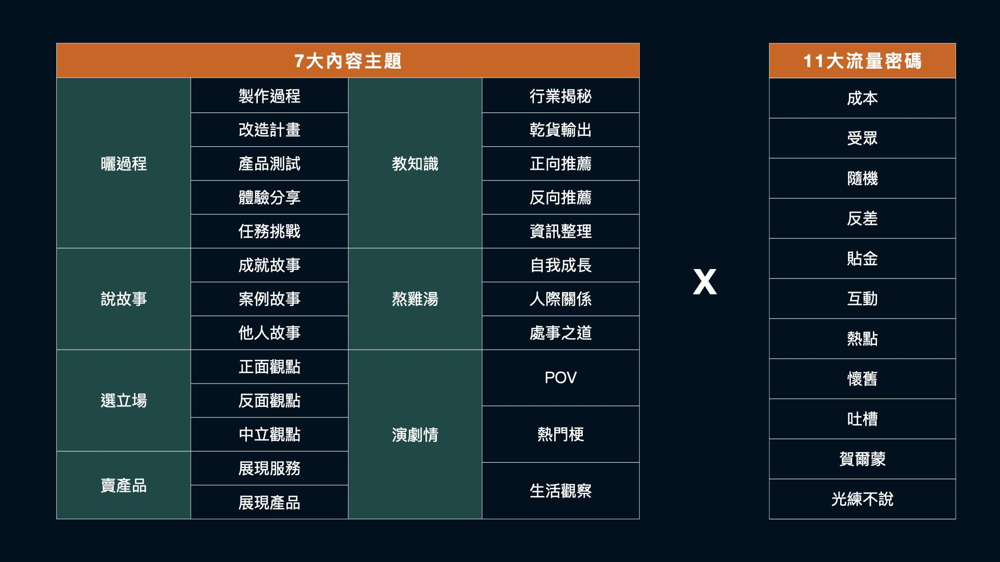 7大內容主題
曬過程
製作過程
改造計畫
產品測試
體驗分享
任務挑戰
教知識
行業揭秘
乾貨輸出
正向推薦
反向推薦
資訊整理
說故事
成就故事
案例故事
他人故事
熬雞湯
自我成長
人際關係
處事之道
選立場
正面觀點
反面觀點
中立觀點
賣產品
展現服務
展現產品
演劇情
POV
熱門梗
生活觀察
X
11大流量密碼
成本
受眾
隨機
反差
貼金
互動
熱點
懷舊
吐槽
賀爾蒙
光練不說